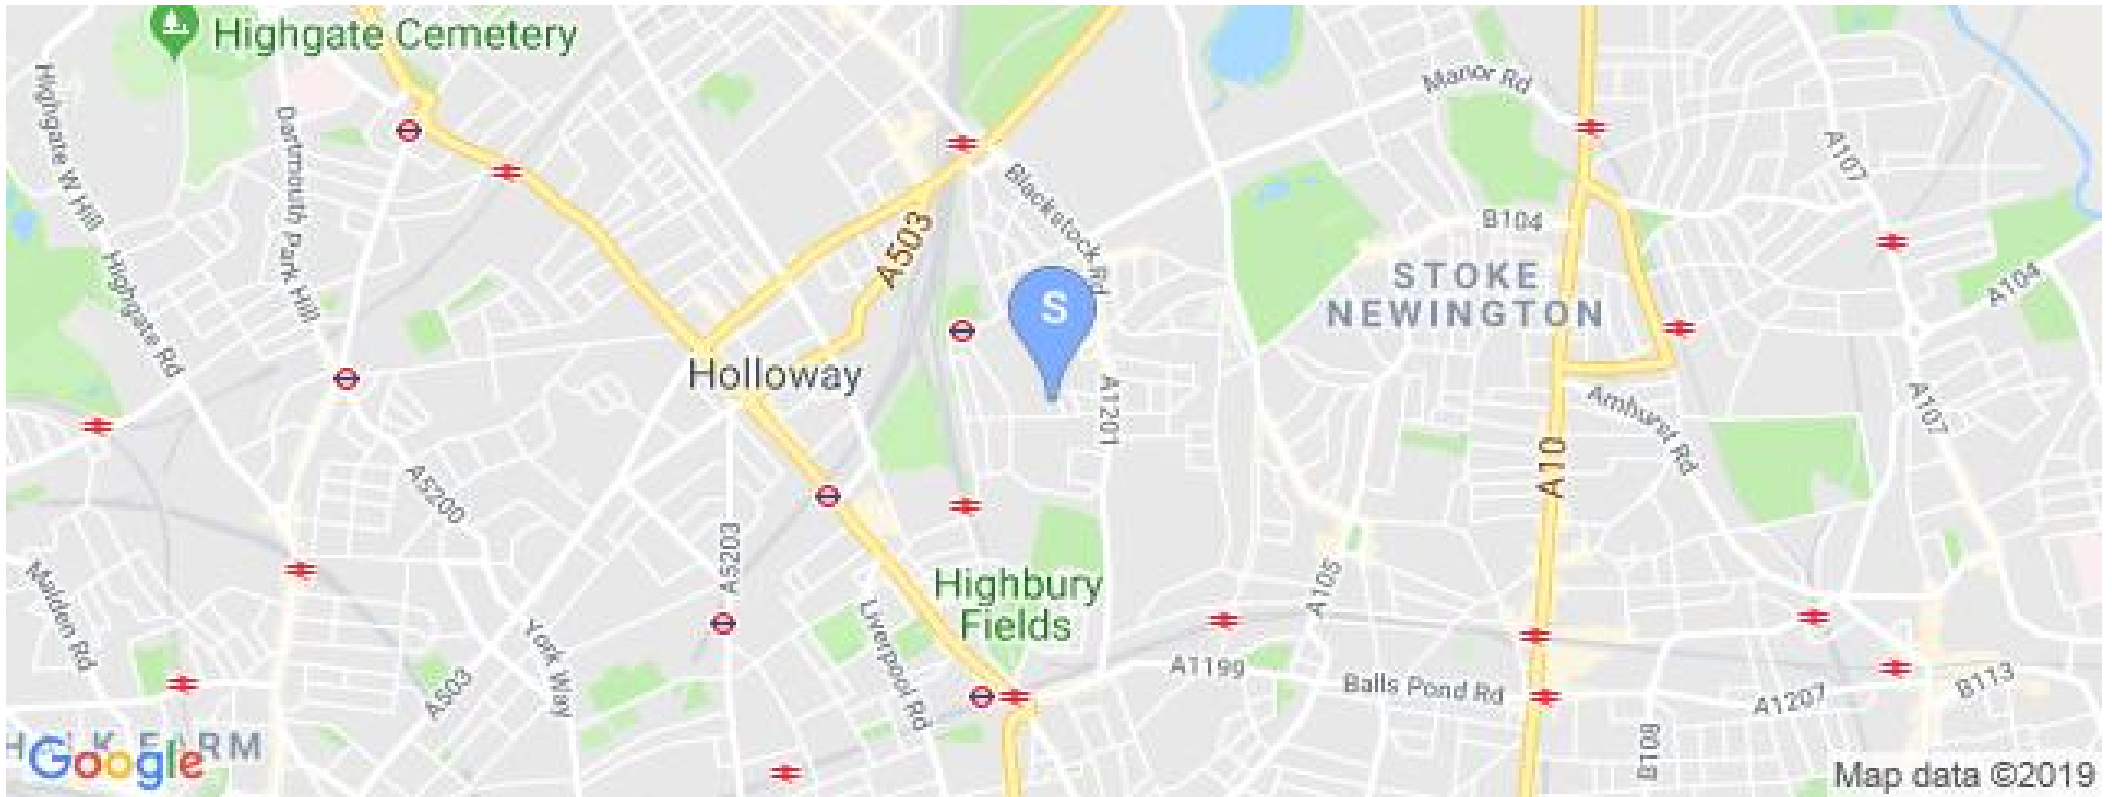 Highgate Cemetery
Manor Rd
Highgate W Hill
Dartmouth Park Hill
A107
Blackstock Rd
B104
A503
STOKE
NEWINGTON
S
A104
Highgate Rd
Holloway
A1201
Amhurst Rd
A107
A10
A5200
A5203
Highbury
Fields
A105
Malden Rd
Liverpool Rd
York Way
A1199
Balls Pond Rd
A503
A1207
B113
B108
Google
Map data ©2019